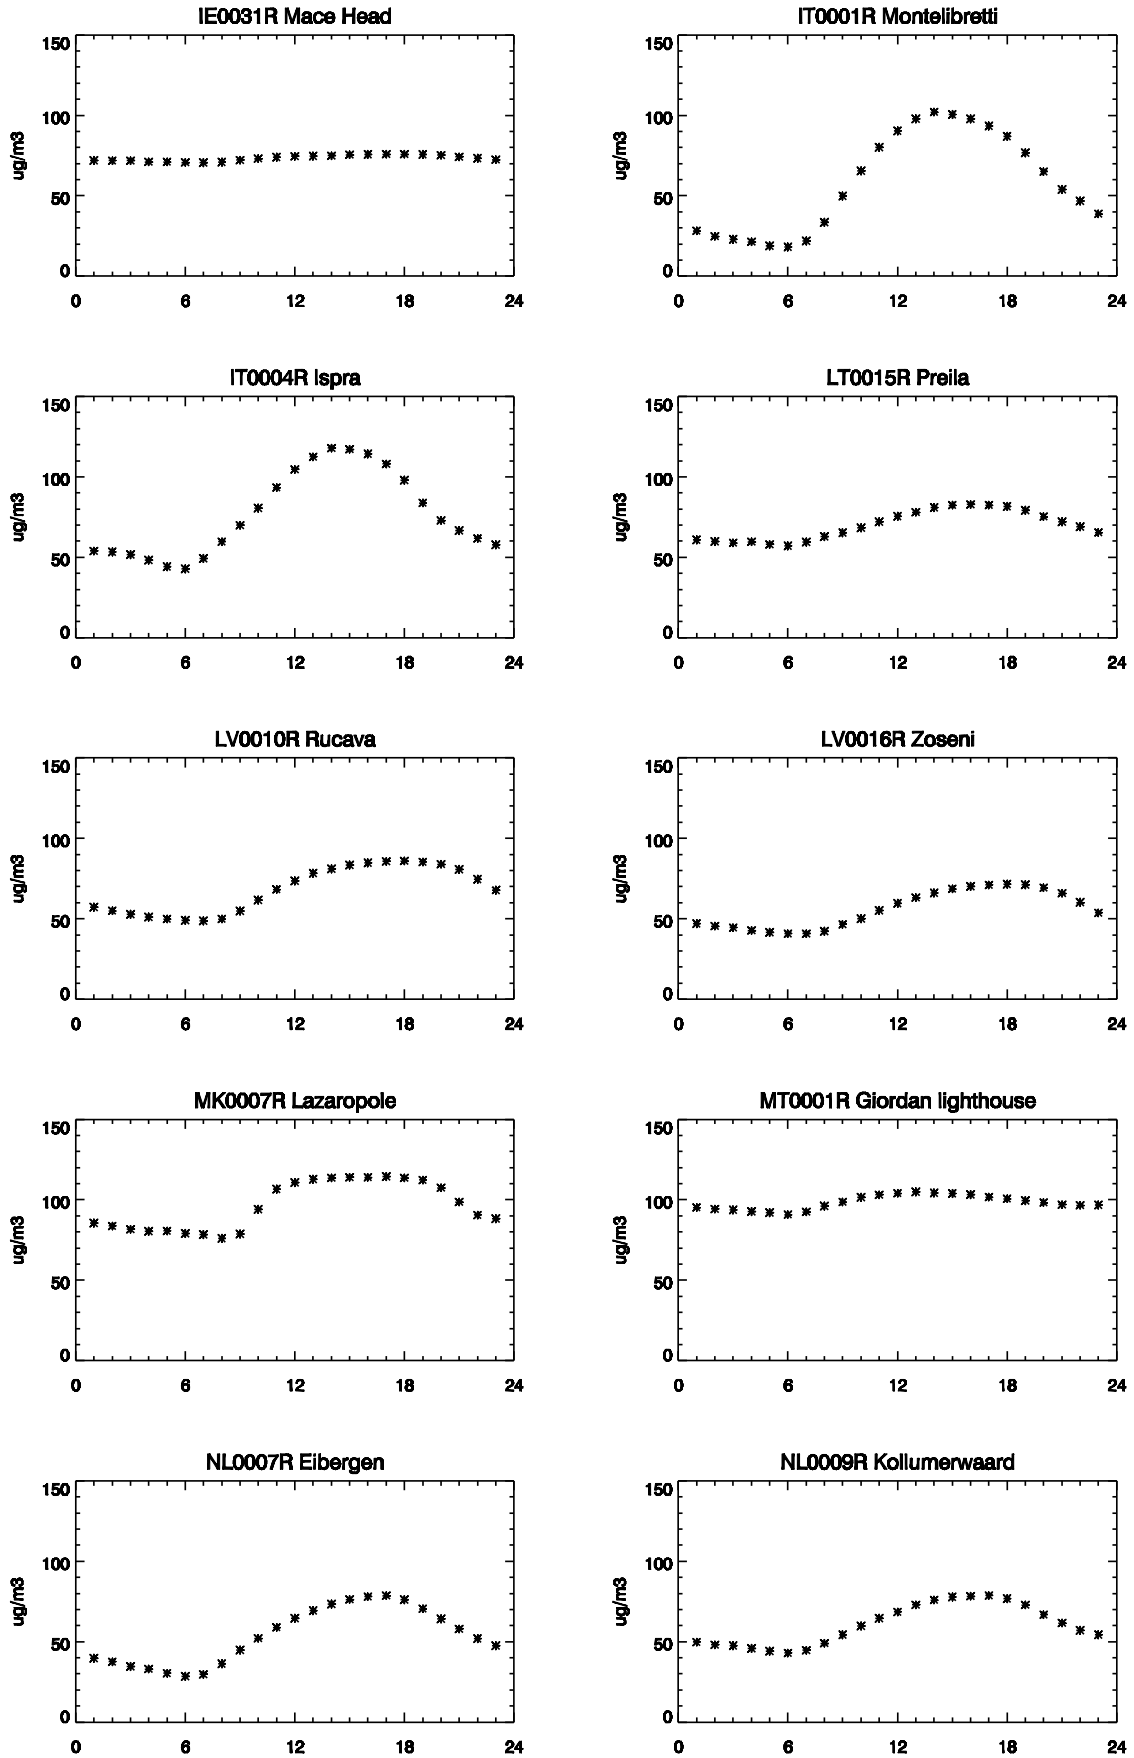 IE0031R Mace Head
150
100
50
0
ug/m3
0 6 12 18 24
IT0001R Montelibretti
150
100
50
0
ug/m3
0 6 12 18 24
IT0004R Ispra
150
100
50
0
ug/m3
0 6 12 18 24
LT0015R Preila
150
100
50
0
ug/m3
0 6 12 18 24
LV0010R Rucava
150
100
50
0
ug/m3
0 6 12 18 24
LV0016R Zoseni
150
100
50
0
ug/m3
0 6 12 18 24
MK0007R Lazaropole
150
100
50
0
ug/m3
0 6 12 18 24
MT0001R Giordan lighthouse
150
100
50
0
ug/m3
0 6 12 18 24
NL0007R Eibergen
150
100
50
0
ug/m3
0 6 12 18 24
NL0009R Kollumerwaard
150
100
50
0
ug/m3
0 6 12 18 24